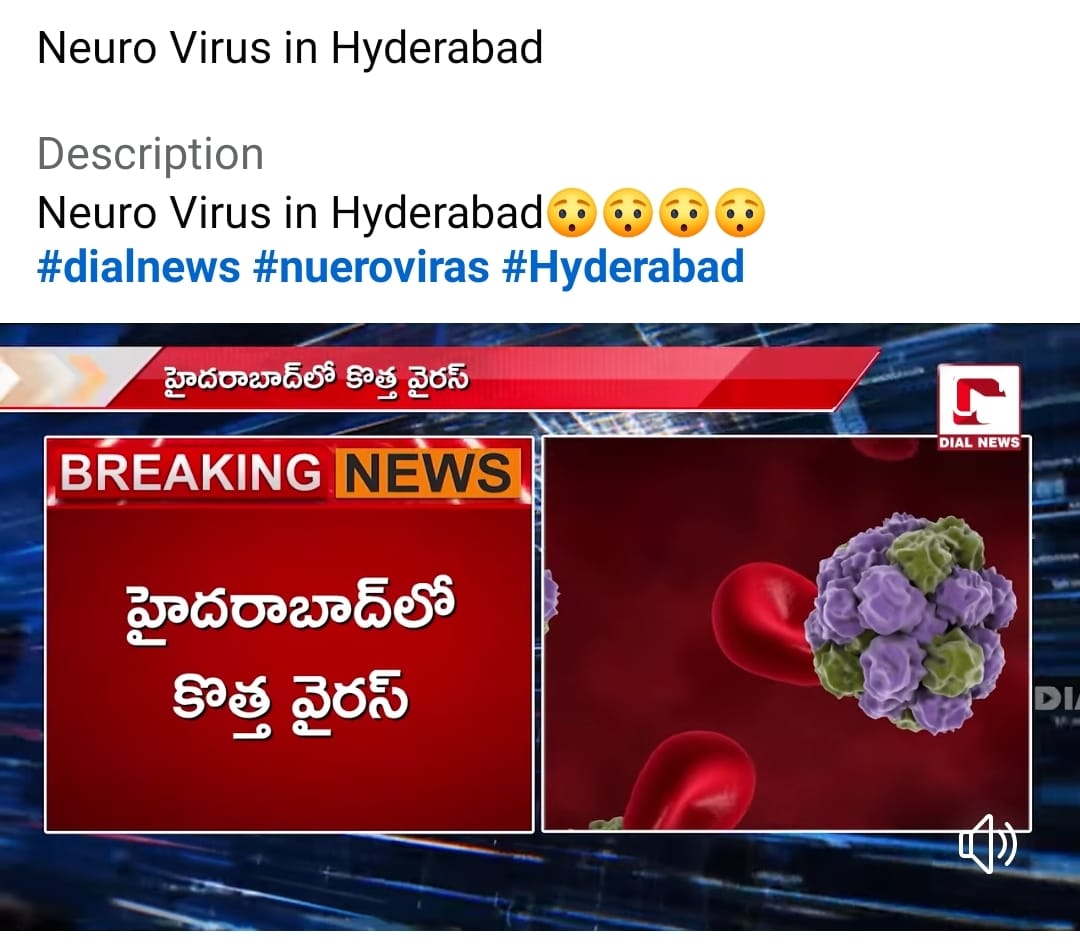 Neuro Virus in Hyderabad
Description
Neuro Virus in Hyderabad😯😯😯😯
#dialnews #nueroviras #Hyderabad
హైదరాబాద్‌లో కొత్త వైరస్
DIAL NEWS
BREAKING NEWS
హైదరాబాద్‌లో
కొత్త వైరస్